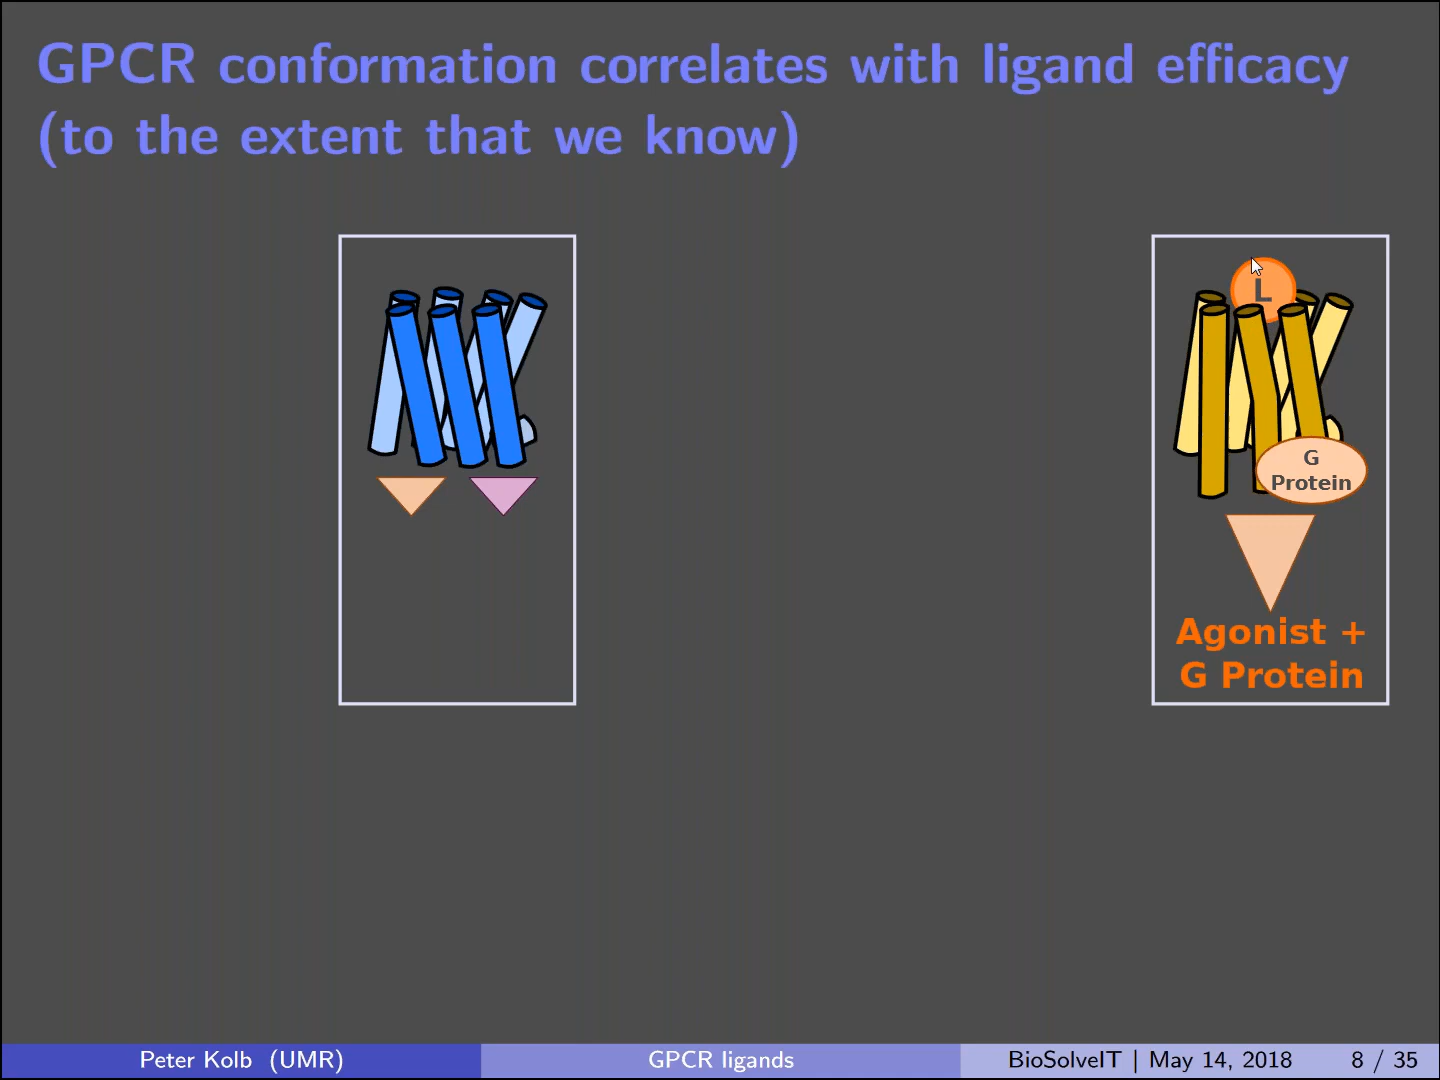 GPCR conformation correlates with ligand efficacy
(to the extent that we know)
L
G
Protein
Agonist +
G Protein
Peter Kolb (UMR)
GPCR ligands
BioSolveIT | May 14, 2018
8 / 35